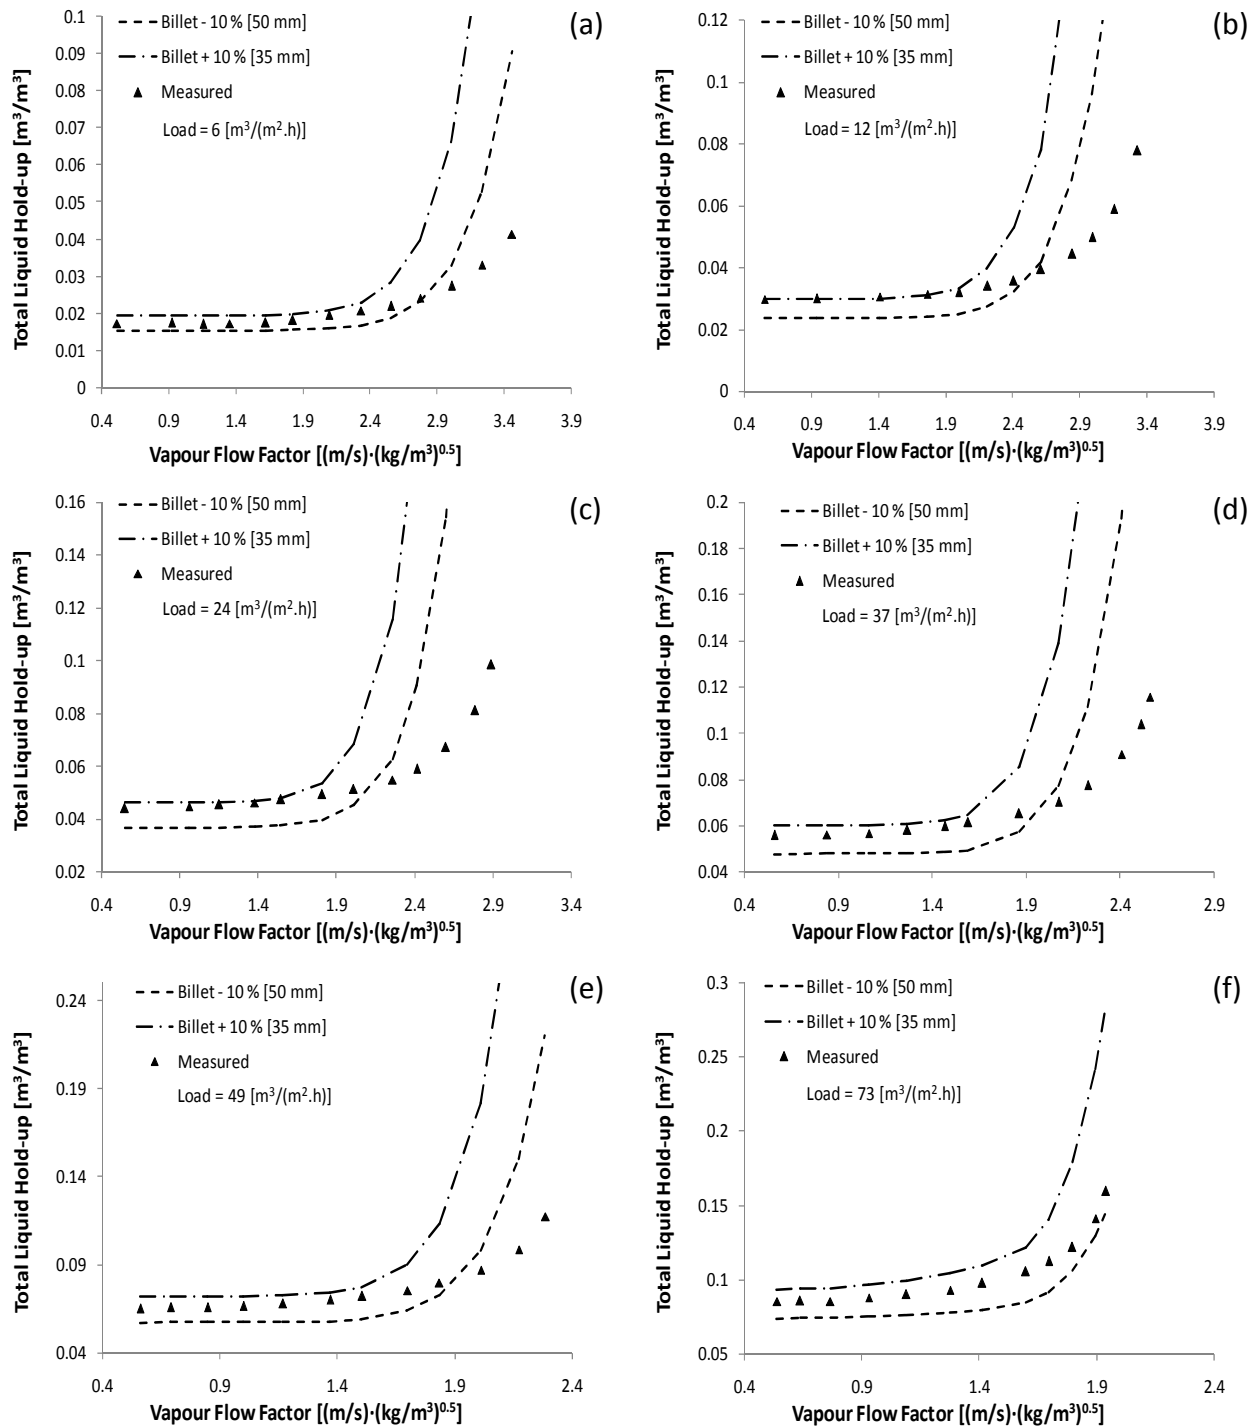 (a)
Billet - 10 % [50 mm]
Billet + 10 % [35 mm]
Measured
Load = 6 [m³/(m².h)]
Total Liquid Hold-up [m³/m³]
0.1
0.09
0.08
0.07
0.06
0.05
0.04
0.03
0.02
0.01
0
0.4 0.9 1.4 1.9 2.4 2.9 3.4 3.9
Vapour Flow Factor [(m/s)·(kg/m³)⁰·⁵]
(b)
Billet - 10 % [50 mm]
Billet + 10 % [35 mm]
Measured
Load = 12 [m³/(m².h)]
Total Liquid Hold-up [m³/m³]
0.12
0.1
0.08
0.06
0.04
0.02
0
0.4 0.9 1.4 1.9 2.4 2.9 3.4 3.9
Vapour Flow Factor [(m/s)·(kg/m³)⁰·⁵]
(c)
Billet - 10 % [50 mm]
Billet + 10 % [35 mm]
Measured
Load = 24 [m³/(m².h)]
Total Liquid Hold-up [m³/m³]
0.16
0.14
0.12
0.1
0.08
0.06
0.04
0.02
0.4 0.9 1.4 1.9 2.4 2.9 3.4
Vapour Flow Factor [(m/s)·(kg/m³)⁰·⁵]
(d)
Billet - 10 % [50 mm]
Billet + 10 % [35 mm]
Measured
Load = 37 [m³/(m².h)]
Total Liquid Hold-up [m³/m³]
0.2
0.18
0.16
0.14
0.12
0.1
0.08
0.06
0.04
0.4 0.9 1.4 1.9 2.4 2.9
Vapour Flow Factor [(m/s)·(kg/m³)⁰·⁵]
(e)
Billet - 10 % [50 mm]
Billet + 10 % [35 mm]
Measured
Load = 49 [m³/(m².h)]
Total Liquid Hold-up [m³/m³]
0.24
0.19
0.14
0.09
0.04
0.4 0.9 1.4 1.9 2.4
Vapour Flow Factor [(m/s)·(kg/m³)⁰·⁵]
(f)
Billet - 10 % [50 mm]
Billet + 10 % [35 mm]
Measured
Load = 73 [m³/(m².h)]
Total Liquid Hold-up [m³/m³]
0.3
0.25
0.2
0.15
0.1
0.05
0.4 0.9 1.4 1.9 2.4
Vapour Flow Factor [(m/s)·(kg/m³)⁰·⁵]